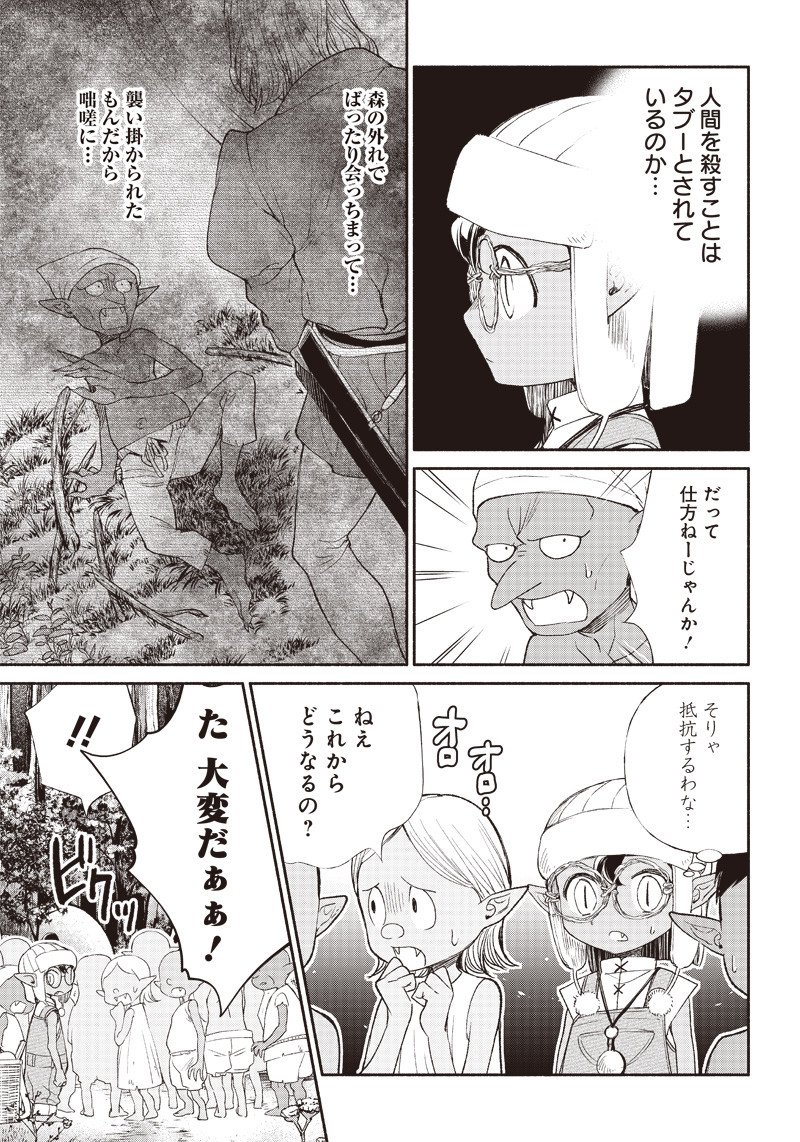 人間を殺すことは
タブーとされて
いるのか…
だって
仕方ねーじゃんか!
森の外れで
ばったり会っちまって…
襲い掛かられた
もんだから
咄嗟に…
そりゃ
抵抗するわな…
オロ
オロ…
ねえ
これから
どうなるの?
た 大変だぁぁ!
!!
ビクッ